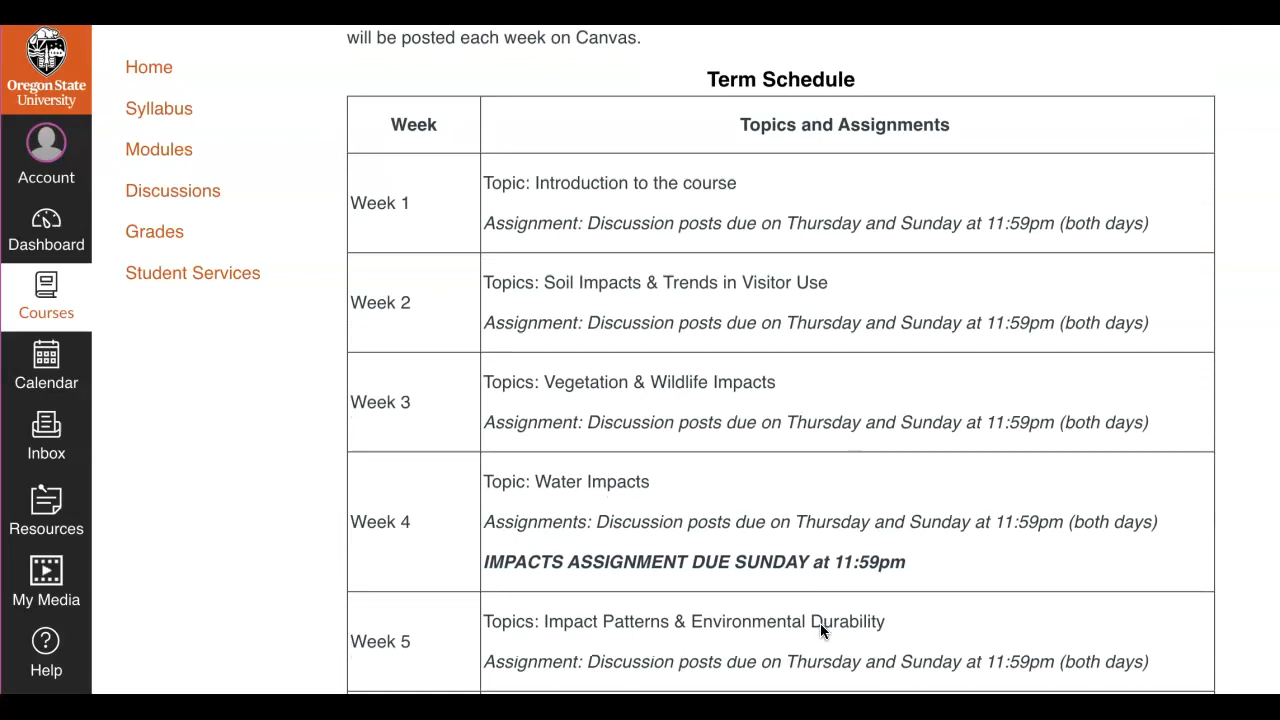 Oregon State
University
Account
Dashboard
Courses
Calendar
Inbox
Resources
My Media
Help
Home
Syllabus
Modules
Discussions
Grades
Student Services
will be posted each week on Canvas.
Term Schedule
Week
Topics and Assignments
Week 1
Topic: Introduction to the course
Assignment: Discussion posts due on Thursday and Sunday at 11:59pm (both days)
Week 2
Topics: Soil Impacts & Trends in Visitor Use
Assignment: Discussion posts due on Thursday and Sunday at 11:59pm (both days)
Week 3
Topics: Vegetation & Wildlife Impacts
Assignment: Discussion posts due on Thursday and Sunday at 11:59pm (both days)
Week 4
Topic: Water Impacts
Assignments: Discussion posts due on Thursday and Sunday at 11:59pm (both days)
IMPACTS ASSIGNMENT DUE SUNDAY at 11:59pm
Week 5
Topics: Impact Patterns & Environmental Durability
Assignment: Discussion posts due on Thursday and Sunday at 11:59pm (both days)